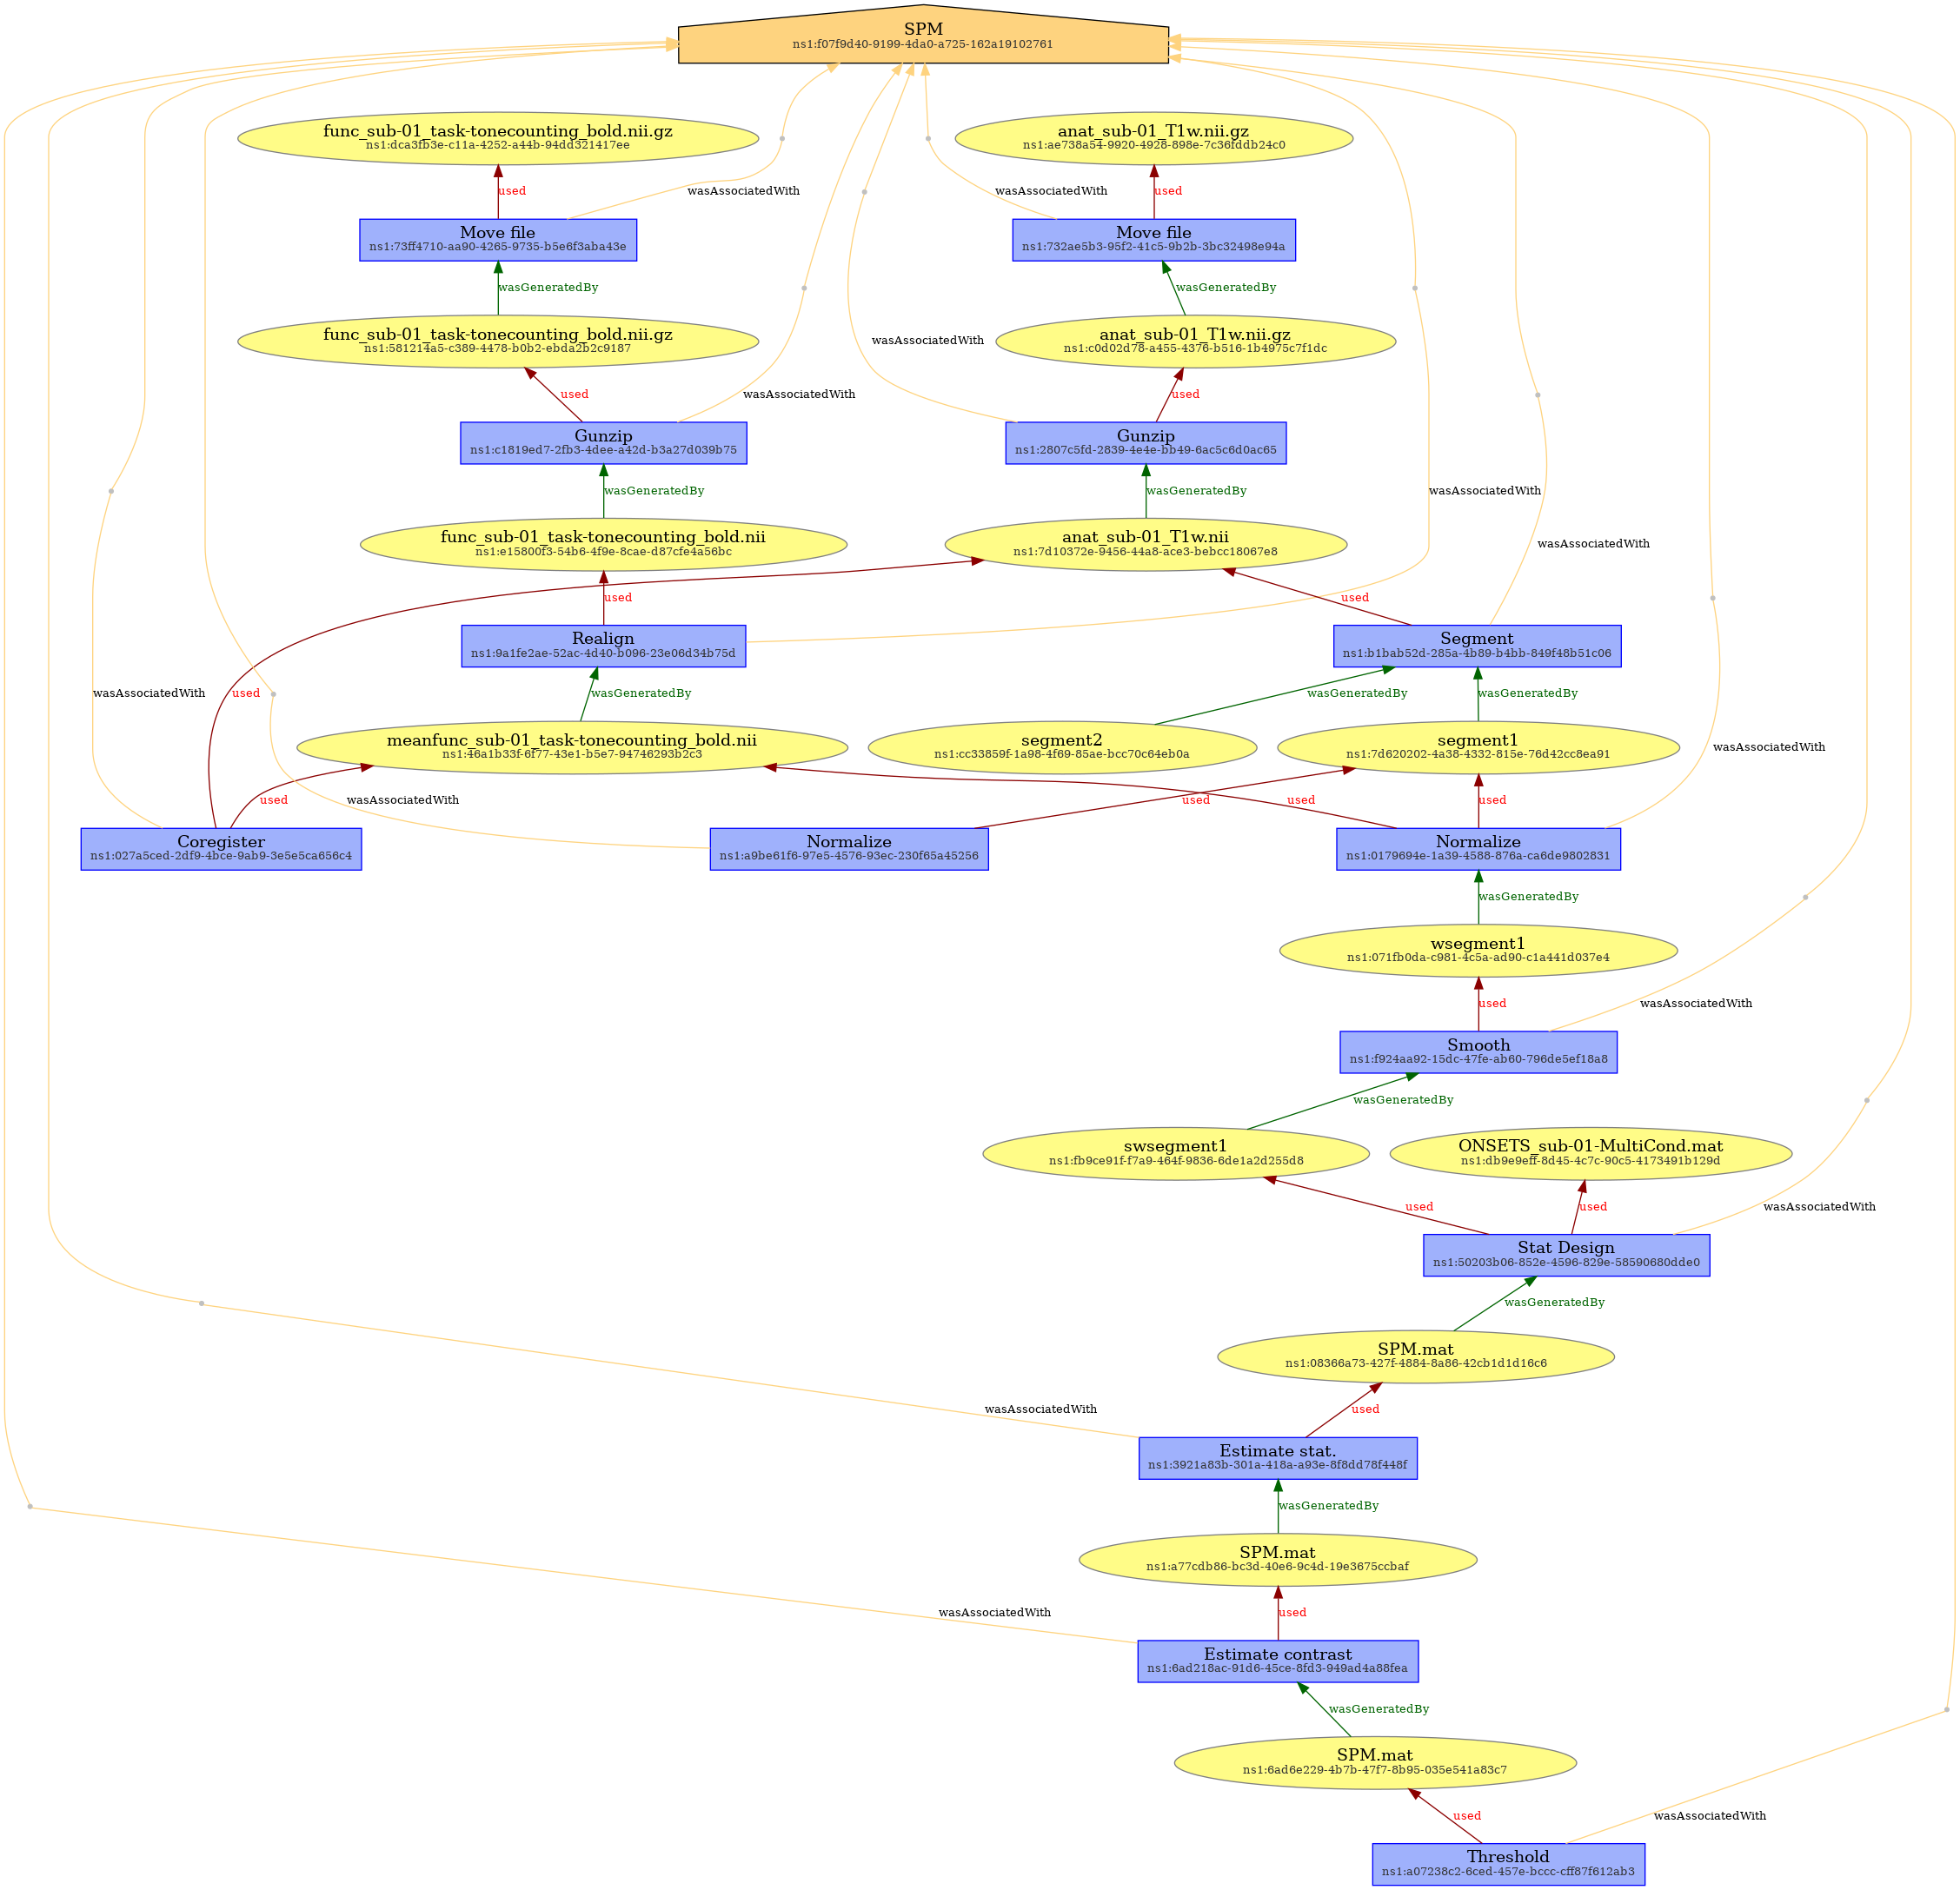 SPM
ns1:f07f9d40-9199-4da0-a725-162a19102761
func_sub-01_task-tonecounting_bold.nii.gz
ns1:dca3fb3e-c11a-4252-a44b-94dd321417ee
anat_sub-01_T1w.nii.gz
ns1:ae738a54-9920-4928-898e-7c36fddb24c0
used
wasAssociatedWith
wasAssociatedWith
used
Move file
ns1:73ff4710-aa90-4265-9735-b5e6f3aba43e
Move file
ns1:732ae5b3-95f2-41c5-9b2b-3bc32498e94a
wasGeneratedBy
wasGeneratedBy
func_sub-01_task-tonecounting_bold.nii.gz
ns1:581214a5-c389-4478-b0b2-ebda2b2c9187
wasAssociatedWith
anat_sub-01_T1w.nii.gz
ns1:c0d02d78-a455-4376-b516-1b4975c7f1dc
used
wasAssociatedWith
used
Gunzip
ns1:c1819ed7-2fb3-4dee-a42d-b3a27d039b75
Gunzip
ns1:2807c5fd-2839-4e4e-bb49-6ac5c6d0ac65
wasGeneratedBy
wasGeneratedBy
wasAssociatedWith
func_sub-01_task-tonecounting_bold.nii
ns1:e15800f3-54b6-4f9e-8cae-d87cfe4a56bc
anat_sub-01_T1w.nii
ns1:7d10372e-9456-44a8-ace3-bebcc18067e8
wasAssociatedWith
used
used
Realign
ns1:9a1fe2ae-52ac-4d40-b096-23e06d34b75d
Segment
ns1:b1bab52d-285a-4b89-b4bb-849f48b51c06
wasAssociatedWith
used
wasGeneratedBy
wasGeneratedBy
wasGeneratedBy
meanfunc_sub-01_task-tonecounting_bold.nii
ns1:46a1b33f-6f77-43e1-b5e7-94746293b2c3
segment2
ns1:cc33859f-1a98-4f69-85ae-bcc70c64eb0a
segment1
ns1:7d620202-4a38-4332-815e-76d42cc8ea91
wasAssociatedWith
used
wasAssociatedWith
used
used
used
Coregister
ns1:027a5ced-2df9-4bce-9ab9-3e5e5ca656c4
Normalize
ns1:a9be61f6-97e5-4576-93ec-230f65a45256
Normalize
ns1:0179694e-1a39-4588-876a-ca6de9802831
wasGeneratedBy
wsegment1
ns1:071fb0da-c981-4c5a-ad90-c1a441d037e4
used
wasAssociatedWith
Smooth
ns1:f924aa92-15dc-47fe-ab60-796de5ef18a8
wasGeneratedBy
swsegment1
ns1:fb9ce91f-f7a9-464f-9836-6de1a2d255d8
ONSETS_sub-01-MultiCond.mat
ns1:db9e9eff-8d45-4c7c-90c5-4173491b129d
used
used
wasAssociatedWith
Stat Design
ns1:50203b06-852e-4596-829e-58590680dde0
wasGeneratedBy
SPM.mat
ns1:08366a73-427f-4884-8a86-42cb1d1d16c6
wasAssociatedWith
used
Estimate stat.
ns1:3921a83b-301a-418a-a93e-8f8dd78f448f
wasGeneratedBy
SPM.mat
ns1:a77cdb86-bc3d-40e6-9c4d-19e3675ccbaf
wasAssociatedWith
used
Estimate contrast
ns1:6ad218ac-91d6-45ce-8fd3-949ad4a88fea
wasGeneratedBy
SPM.mat
ns1:6ad6e229-4b7b-47f7-8b95-035e541a83c7
used
wasAssociatedWith
Threshold
ns1:a07238c2-6ced-457e-bccc-cff87f612ab3